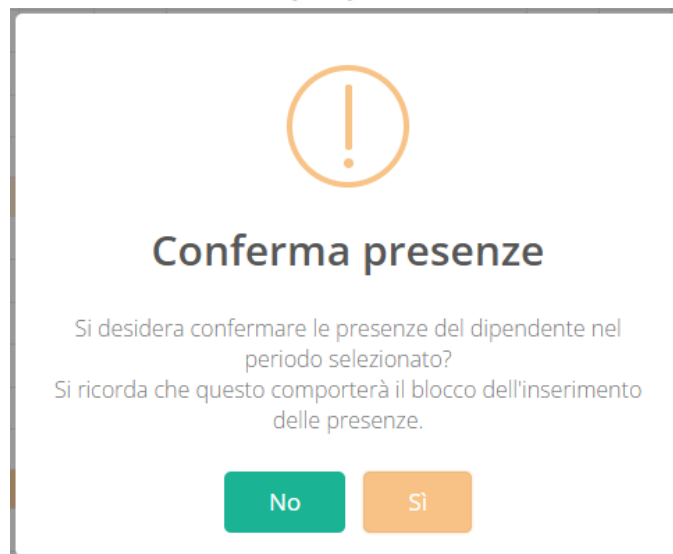 Conferma presenze
Si desidera confermare le presenze del dipendente nel
periodo selezionato?
Si ricorda che questo comporterà il blocco dell'inserimento
delle presenze.
No
Sì